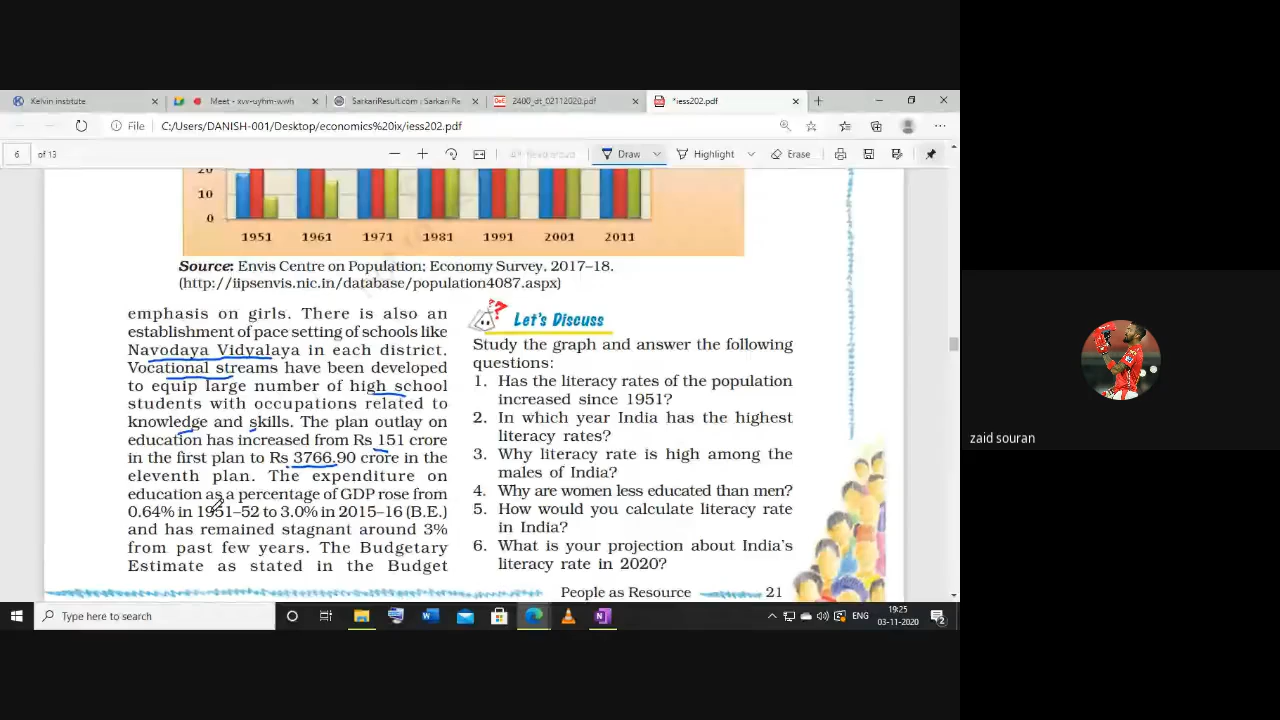 Kelvin institute
Meet - xvv-uyhm-wwh
SarkariResult.com : Sarkari Re
2400_dt_02112020.pdf
*iess202.pdf
File
C:/Users/DANISH-001/Desktop/economics%20ix/iess202.pdf
6 of 13
Read aloud
Draw
Highlight
Erase
20
10
0
1951 1961 1971 1981 1991 2001 2011
Source: Envis Centre on Population; Economy Survey, 2017–18.
(http://iipsenvis.nic.in/database/population4087.aspx)
emphasis on girls. There is also an
establishment of pace setting of schools like
Navodaya Vidyalaya in each district.
Vocational streams have been developed
to equip large number of high school
students with occupations related to
knowledge and skills. The plan outlay on
education has increased from Rs 151 crore
in the first plan to Rs 3766.90 crore in the
eleventh plan. The expenditure on
education as a percentage of GDP rose from
0.64% in 1951–52 to 3.0% in 2015–16 (B.E.)
and has remained stagnant around 3%
from past few years. The Budgetary
Estimate as stated in the Budget
Let's Discuss
Study the graph and answer the following
questions:
1. Has the literacy rates of the population
increased since 1951?
2. In which year India has the highest
literacy rates?
3. Why literacy rate is high among the
males of India?
4. Why are women less educated than men?
5. How would you calculate literacy rate
in India?
6. What is your projection about India's
literacy rate in 2020?
People as Resource 21
zaid souran
Type here to search
ENG
19:25
03-11-2020
2